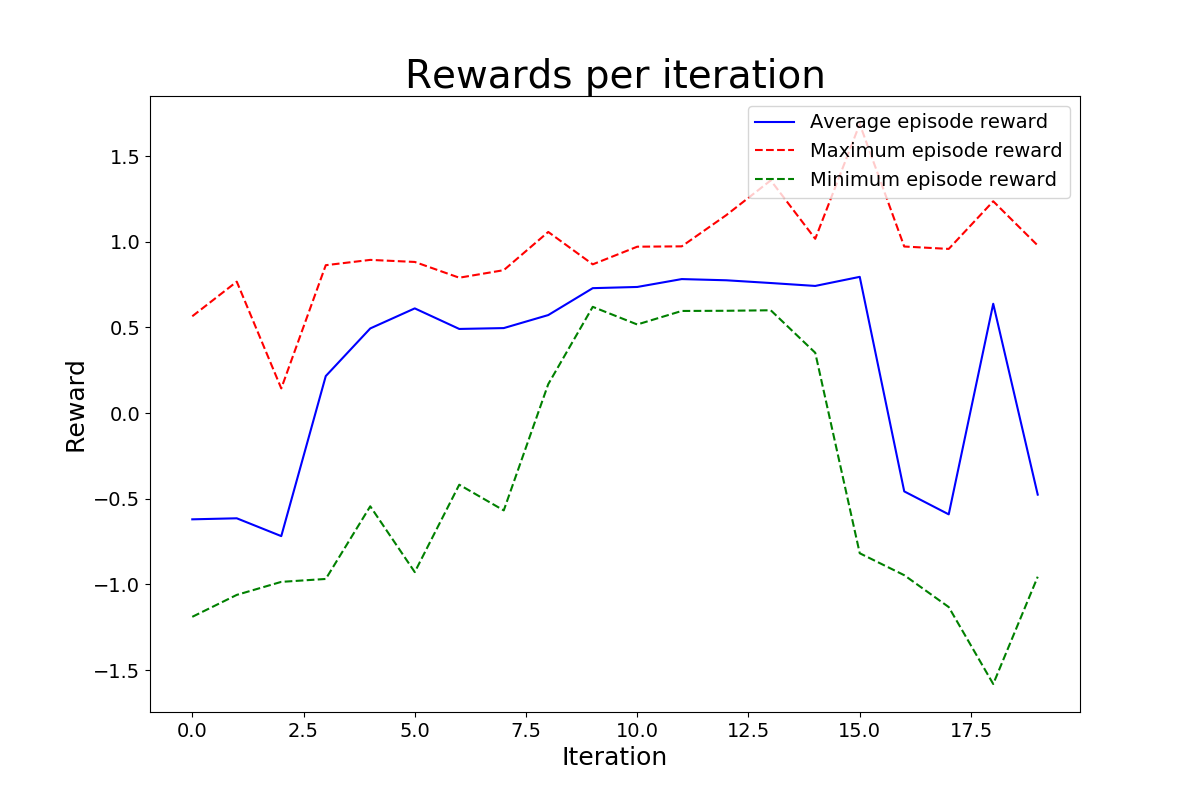 Rewards per iteration
Average episode reward
Maximum episode reward
Minimum episode reward
1.5
1.0
0.5
0.0
−0.5
−1.0
−1.5
Reward
0.0 2.5 5.0 7.5 10.0 12.5 15.0 17.5
Iteration